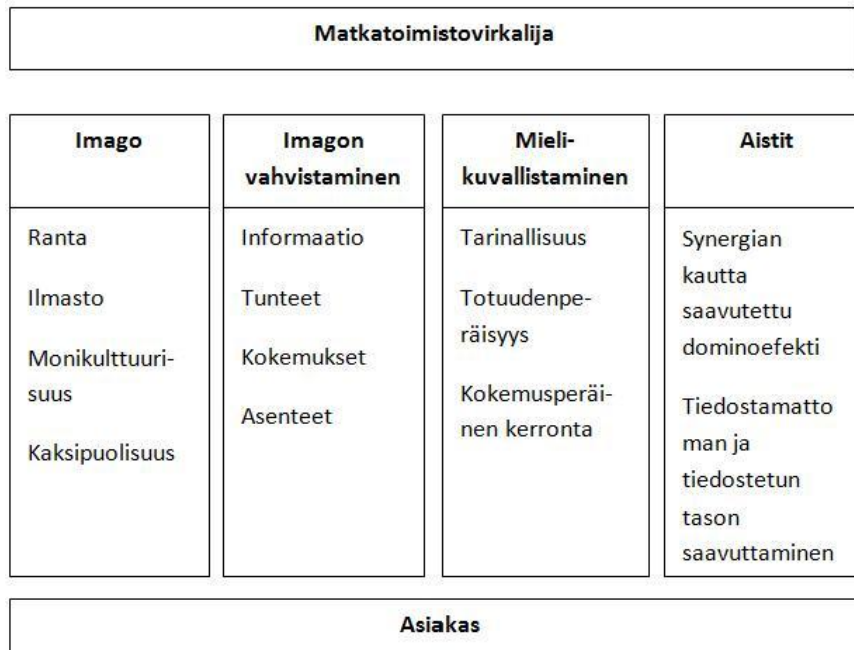 Matkatoimistovirkalija
Imago
Ranta
Ilmasto
Monikulttuuri-
suus
Kaksipuolisuus
Imagon
vahvistaminen
Informaatio
Tunteet
Kokemukset
Asenteet
Mieli-
kuvallistaminen
Tarinallisuus
Totuudenpe-
räisyys
Kokemusperäi-
nen kerronta
Aistit
Synergian
kautta
saavutettu
dominoefekti
Tiedostamatto
man ja
tiedostetun
tason
saavuttaminen
Asiakas